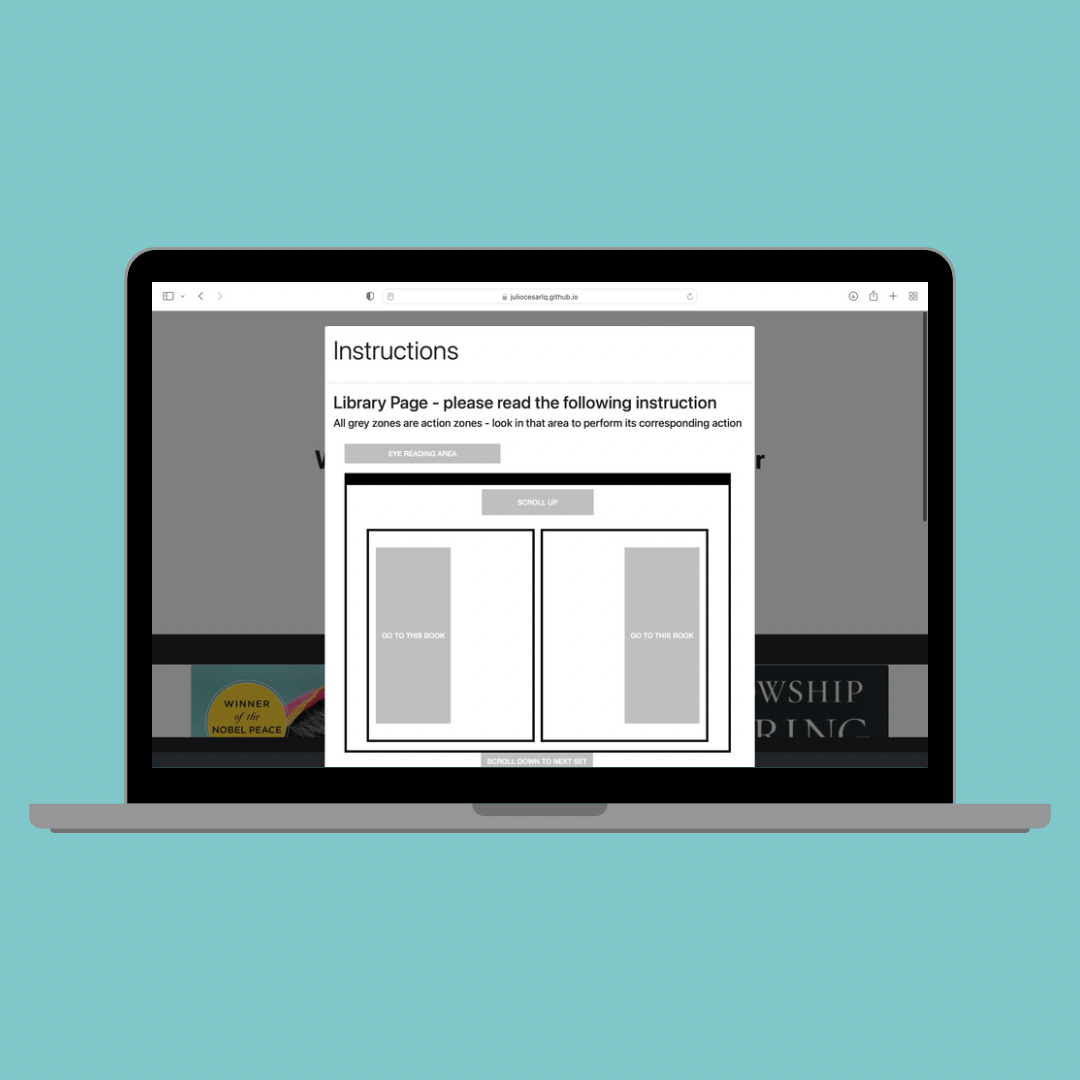 juliocesarlq.github.io
Instructions
Library Page - please read the following instruction
All grey zones are action zones - look in that area to perform its corresponding action
EYE READING AREA
SCROLL UP
GO TO THIS BOOK
GO TO THIS BOOK
SCROLL DOWN TO NEXT SET
W
r
WINNER
of the
NOBEL PEACE
OWSHIP
RING